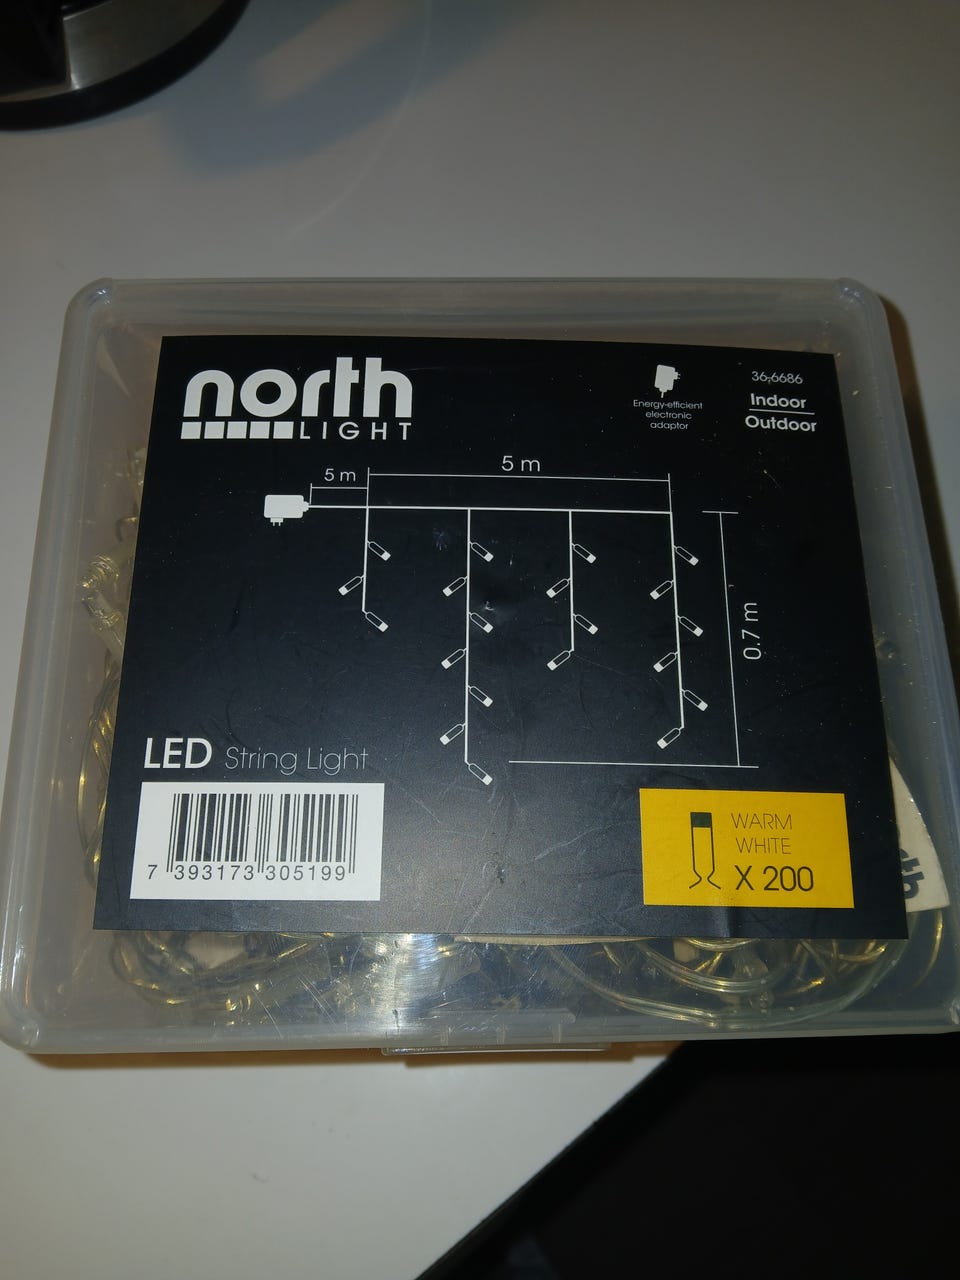 north
LIGHT
Energy-efficient
electronic
adaptor
36-6686
Indoor
Outdoor
5 m
5 m
0.7 m
LED String Light
7 393173 305199
WARM
WHITE
X 200